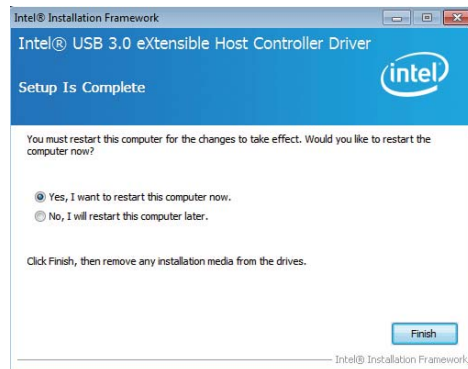 Intel® Installation Framework
Intel® USB 3.0 eXtensible Host Controller Driver
intel
Setup Is Complete
You must restart this computer for the changes to take effect. Would you like to restart the
computer now?
Yes, I want to restart this computer now.
No, I will restart this computer later.
Click Finish, then remove any installation media from the drives.
Finish
Intel® Installation Framework